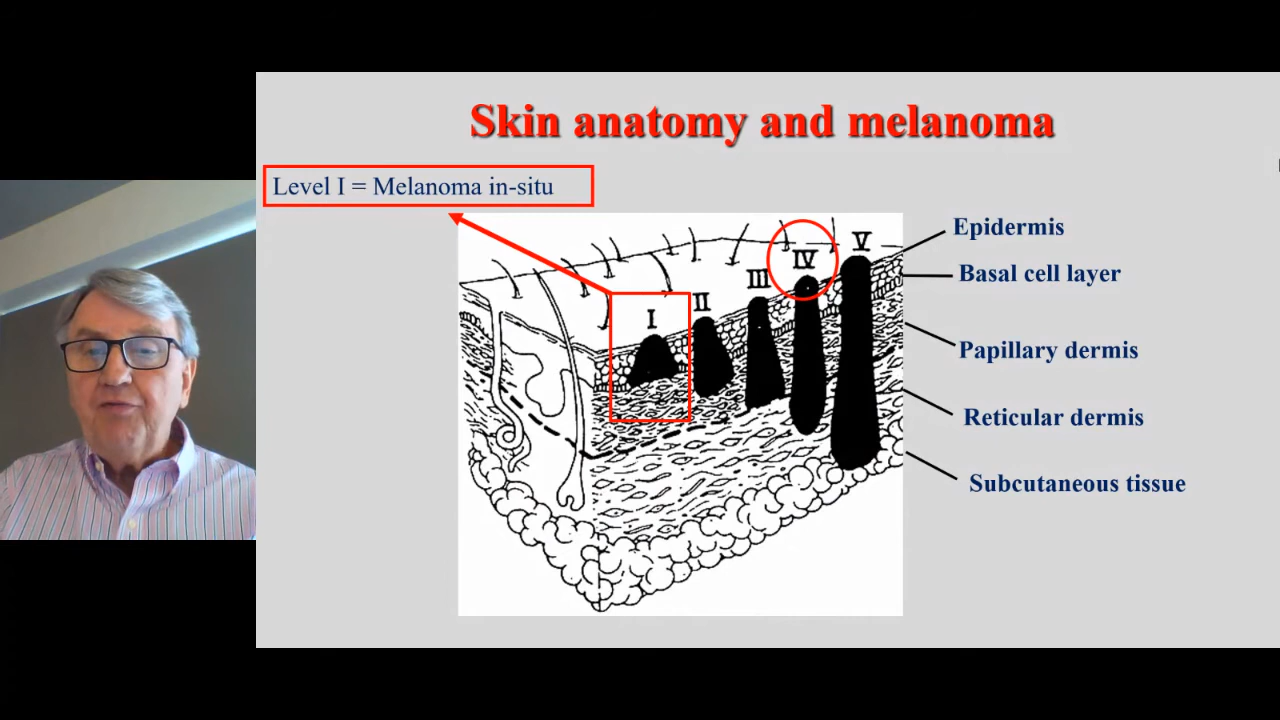 Skin anatomy and melanoma
Level I = Melanoma in-situ
I
II
III
IV
V
Epidermis
Basal cell layer
Papillary dermis
Reticular dermis
Subcutaneous tissue